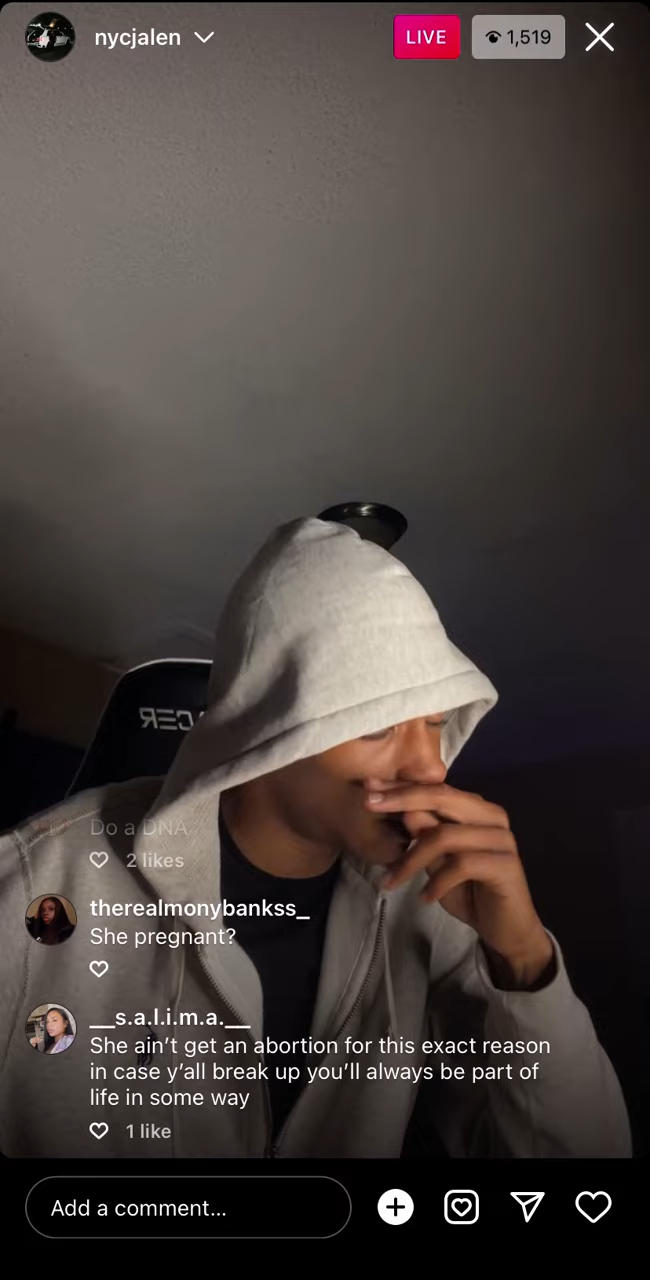 nycjalen
LIVE
1,519
Do a DNA
2 likes
therealmonybankss_
She pregnant?
__s.a.l.i.m.a.__
She ain’t get an abortion for this exact reason
in case y’all break up you’ll always be part of
life in some way
1 like
Add a comment...